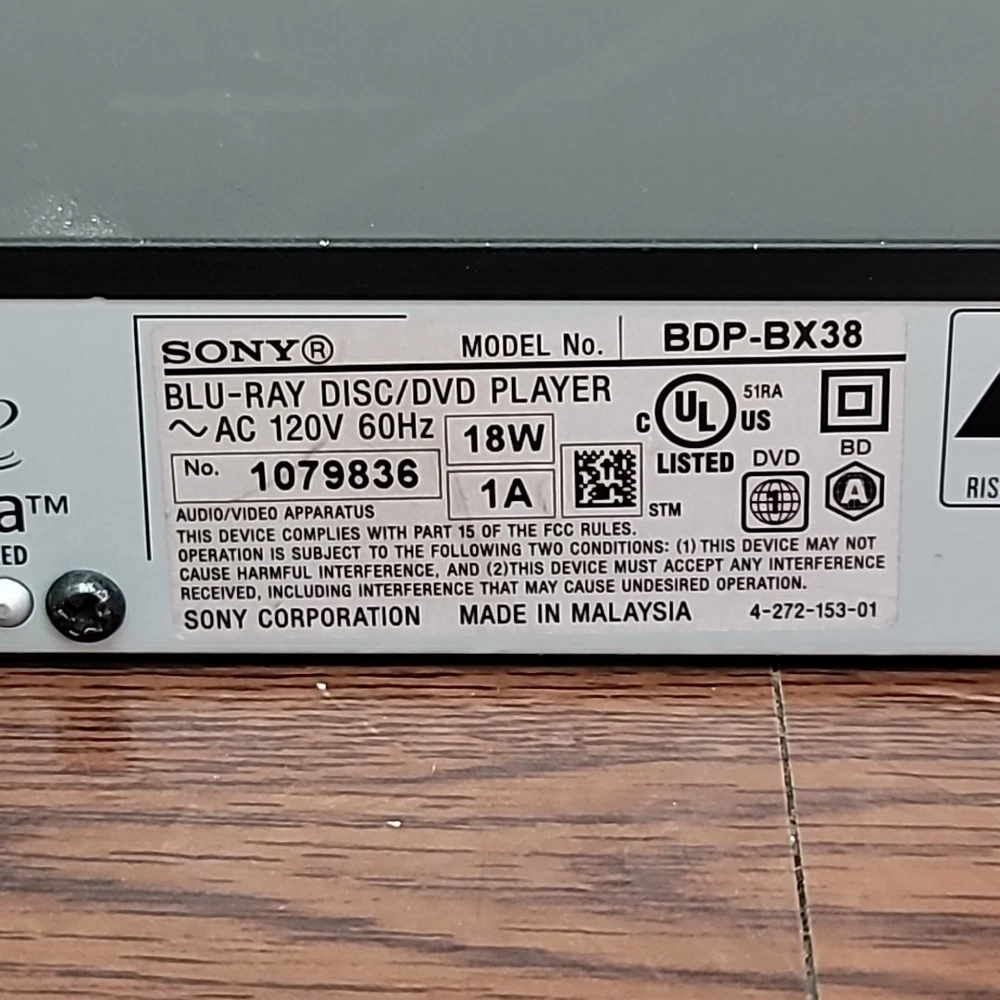 SONY® MODEL No. BDP-BX38
BLU-RAY DISC/DVD PLAYER
~AC 120V 60Hz 18W
No. 1079836 1A
C UL US 51RA
LISTED
DVD
1
BD
A
STM
AUDIO/VIDEO APPARATUS
THIS DEVICE COMPLIES WITH PART 15 OF THE FCC RULES.
OPERATION IS SUBJECT TO THE FOLLOWING TWO CONDITIONS: (1) THIS DEVICE MAY NOT
CAUSE HARMFUL INTERFERENCE, AND (2)THIS DEVICE MUST ACCEPT ANY INTERFERENCE
RECEIVED, INCLUDING INTERFERENCE THAT MAY CAUSE UNDESIRED OPERATION.
SONY CORPORATION MADE IN MALAYSIA 4-272-153-01